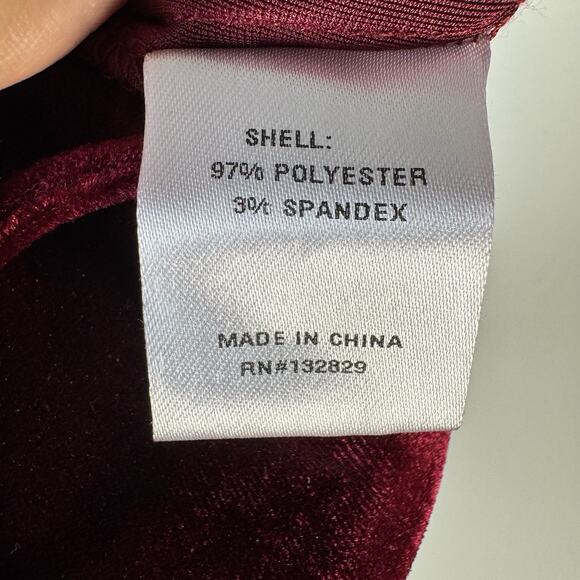 SHELL:
97% POLYESTER
3% SPANDEX
MADE IN CHINA
RN#132829